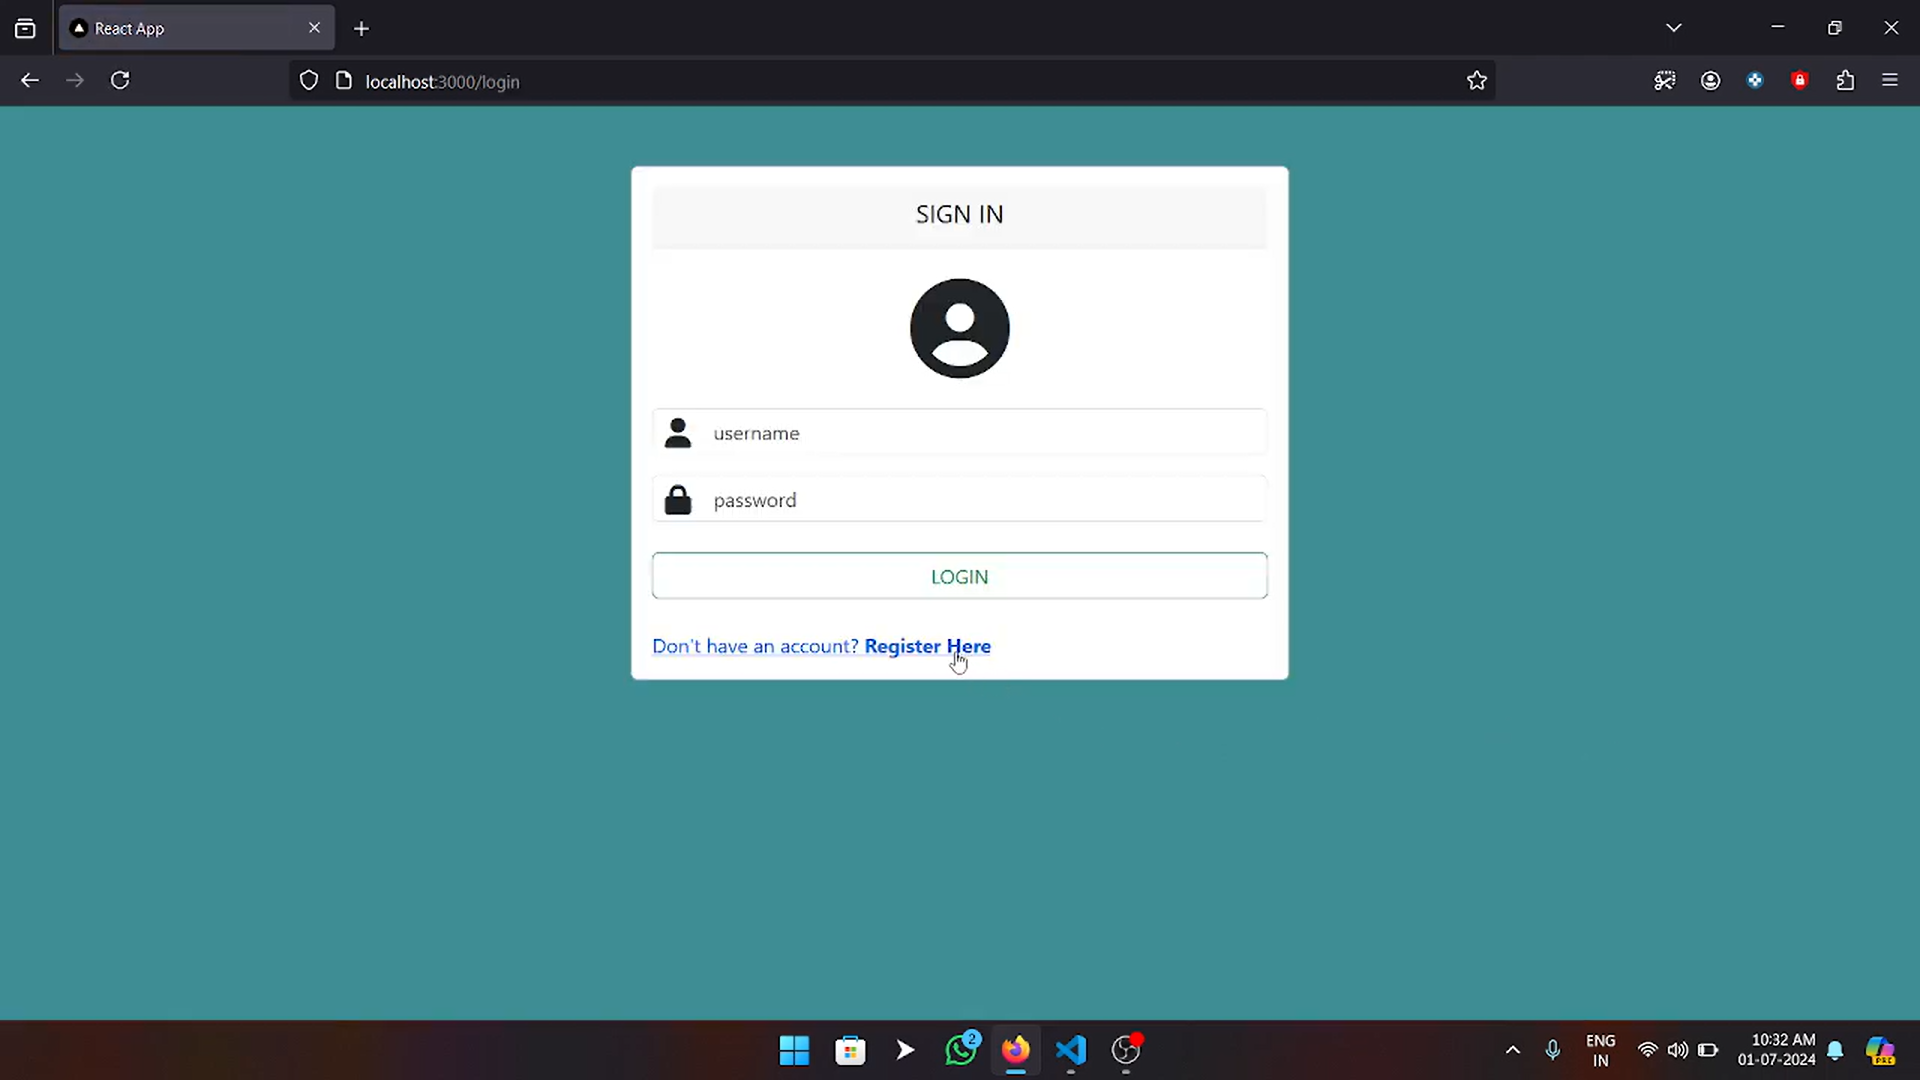 React App
localhost:3000/login
SIGN IN
username
password
LOGIN
Don't have an account? Register Here
2
ENG
IN
10:32 AM
01-07-2024
PRE